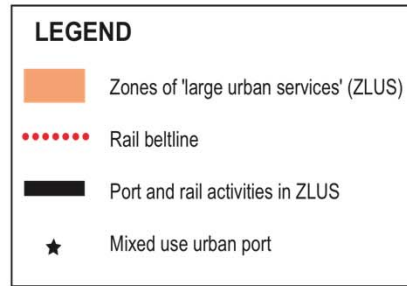 LEGEND
Zones of 'large urban services' (ZLUS)
Rail beltline
Port and rail activities in ZLUS
Mixed use urban port